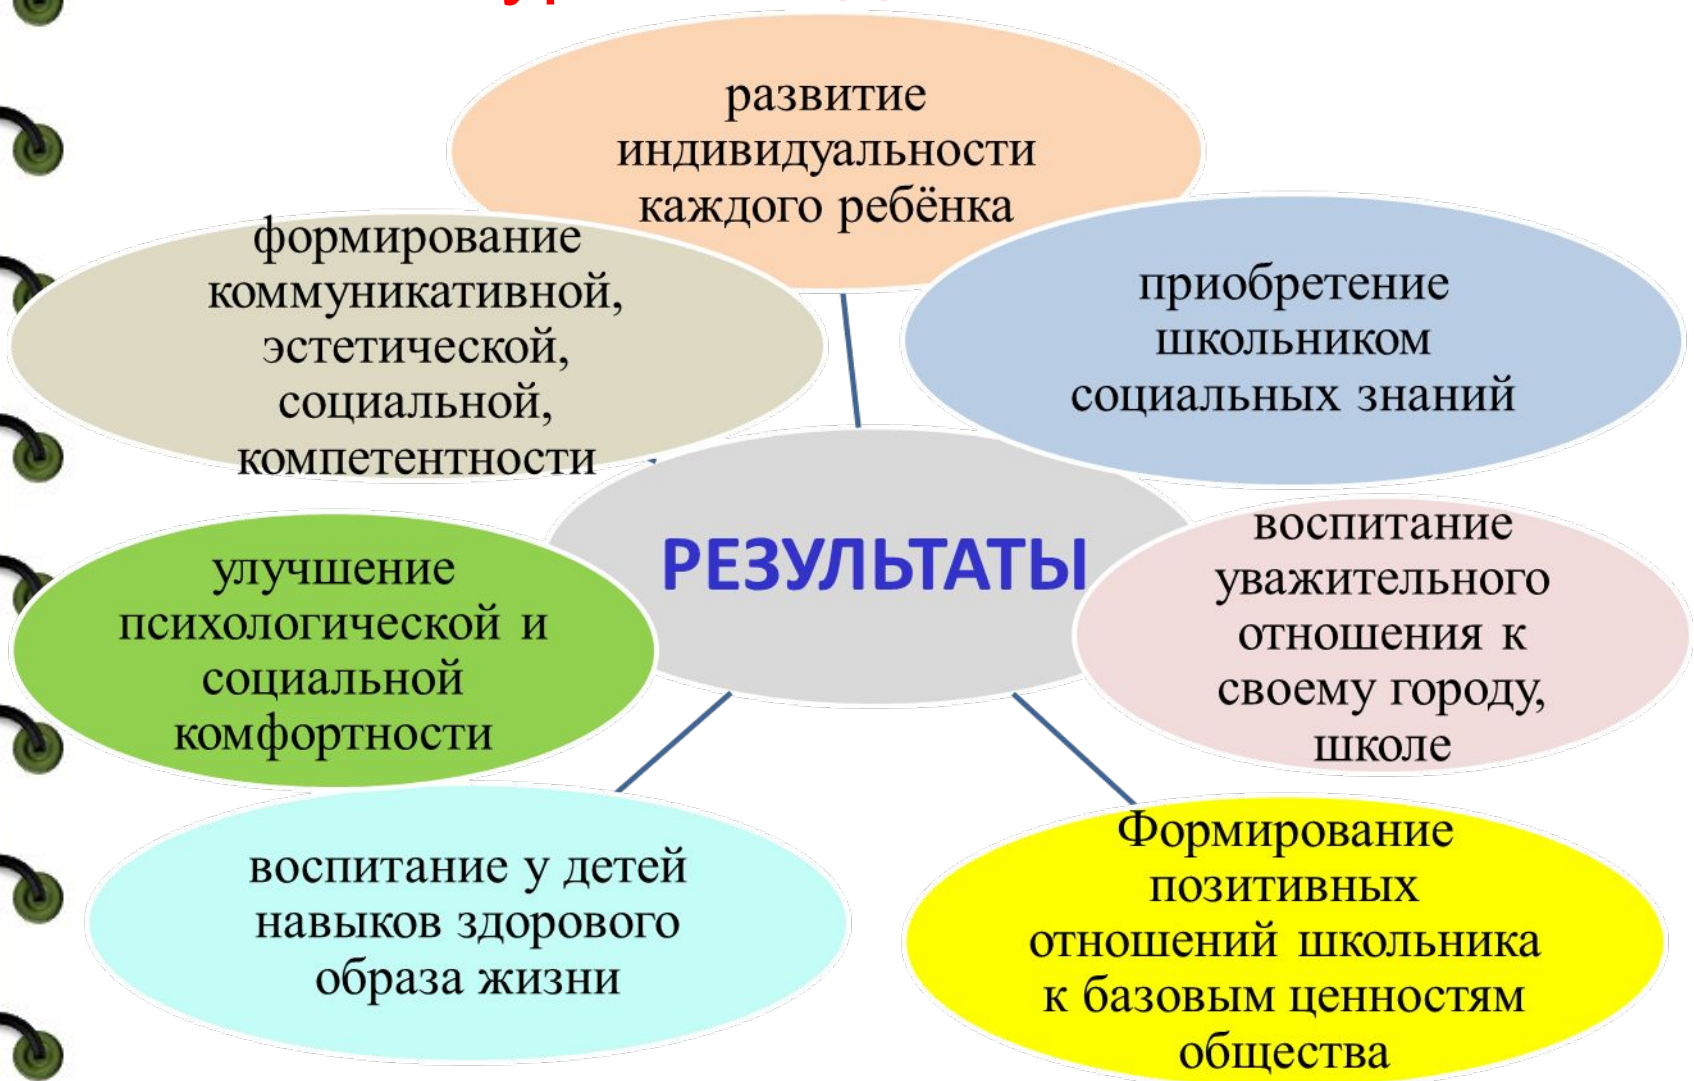 развитие
индивидуальности
каждого ребёнка
приобретение
школьником
социальных знаний
воспитание
уважительного
отношения к
своему городу,
школе
Формирование
позитивных
отношений школьника
к базовым ценностям
общества
воспитание у детей
навыков здорового
образа жизни
улучшение
психологической и
социальной
комфортности
формирование
коммуникативной,
эстетической,
социальной,
компетентности
РЕЗУЛЬТАТЫ